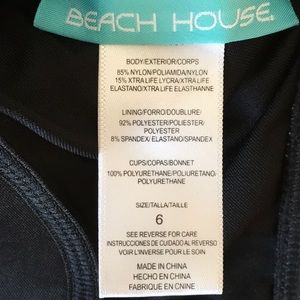 BEACH HOUSE
BODY/EXTERIOR/CORPS
85% NYLON/POLIAMIDA/NYLON
15% XTRA LIFE LYCRA/XTRA LIFE
ELASTANO/XTRA LIFE ELASTHANNE
LINING/FORRO/DOUBLURE/
92% POLYESTER/POLIESTER/
POLYESTER
8% SPANDEX/ ELASTANO/SPANDEX
CUPS/COPAS/BONNET
100% POLYURETHANE/POLIURETANO/
POLYURETHANE
SIZE/TALLA/TAILLE
6
SEE REVERSE FOR CARE
INSTRUCCIONES DE CUIDADO AL REVERSO
VOIR L'INVERSE POUR LE SOIN
MADE IN CHINA
HECHO EN CHINA
FABRIQUE EN CNINE